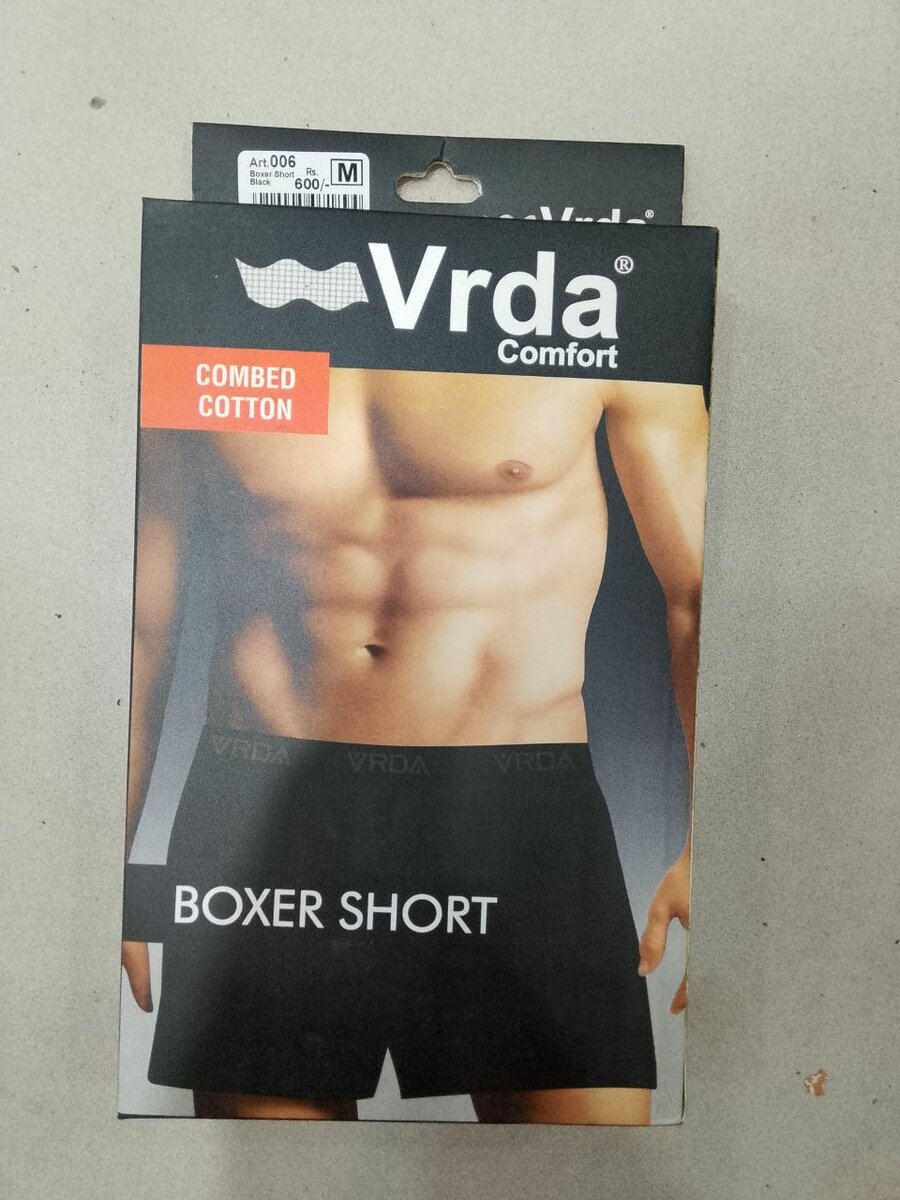 Art.006
Boxer Short
Black
Rs.
600/-
M
Vrda®
Vrda®
Comfort
COMBED
COTTON
VRDA VRDA VRDA
BOXER SHORT